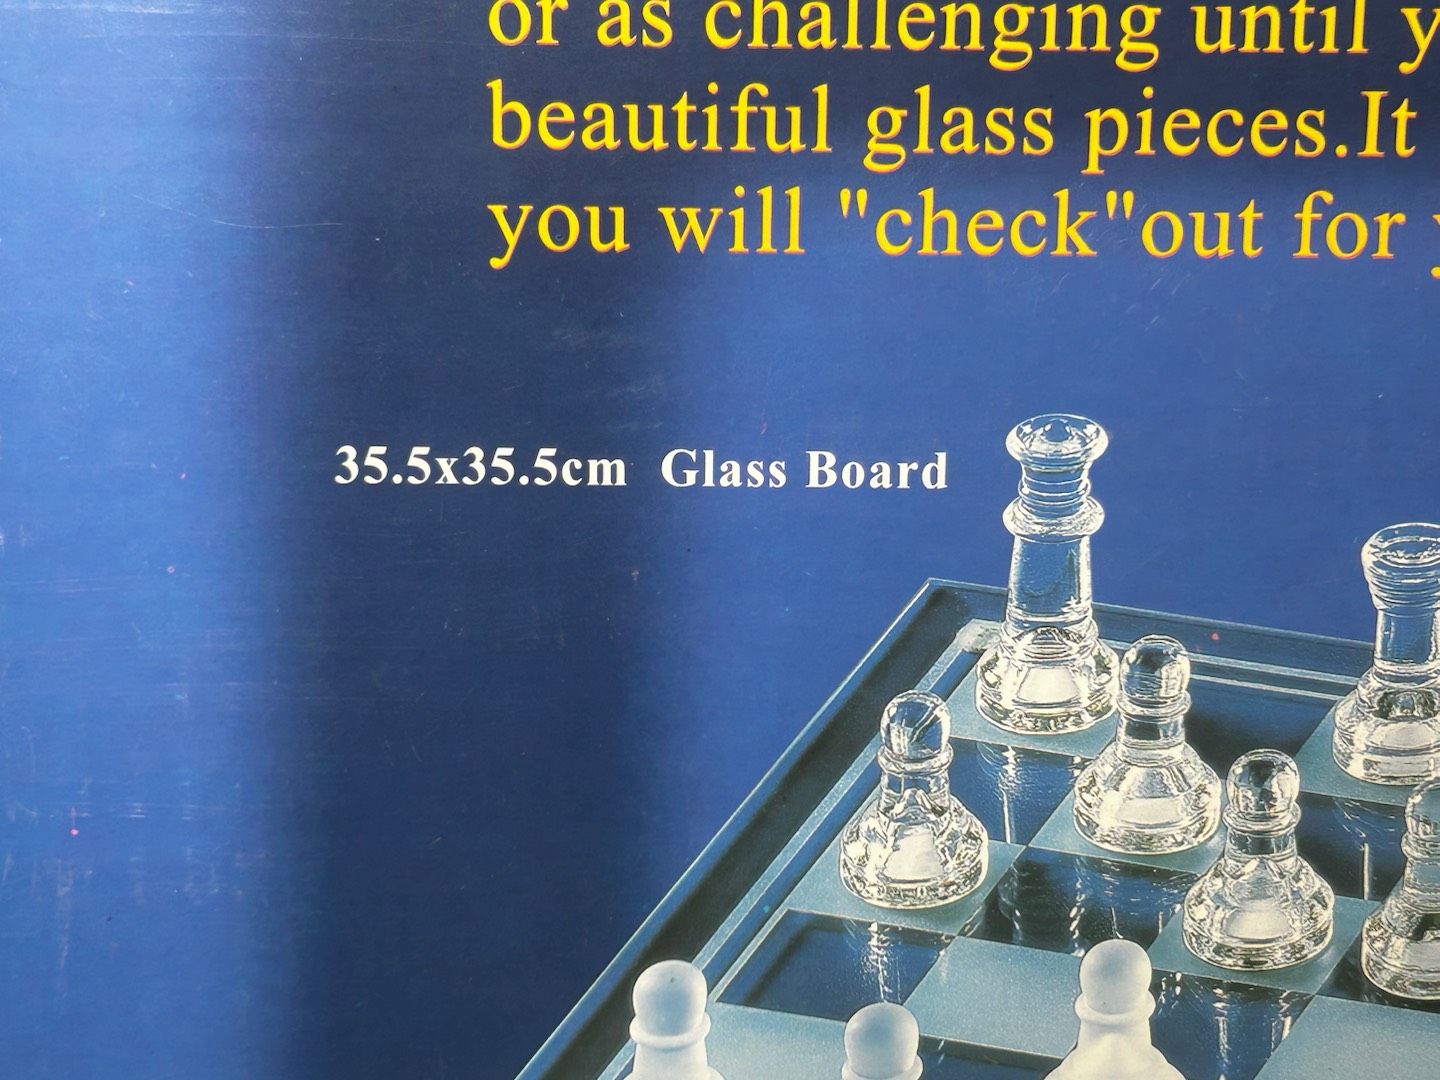 or as challenging until
beautiful glass pieces.It
you will "check"out for
35.5x35.5cm Glass Board